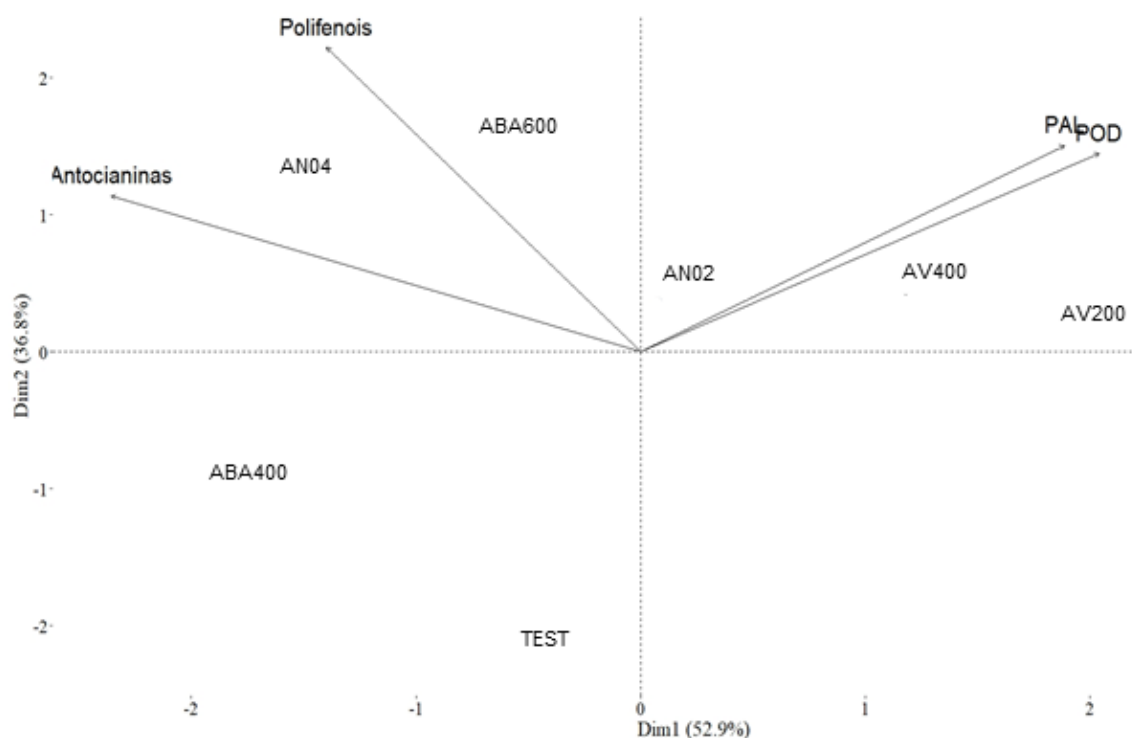 Polifenois
2
ABA600
PAL
POD
AN04
Antocianinas
1
AN02
AV400
AV200
0
Dim2 (36.8%)
ABA400
-1
-2
TEST
-2
-1
0
1
2
Dim1 (52.9%)